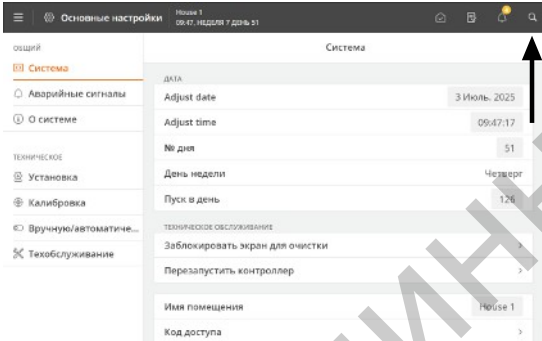 Основные настройки
House 1
09:47, НЕДЕЛЯ 7 ДЕНЬ 51
ОБЩИЙ
Система
Аварийные сигналы
О системе
ТЕХНИЧЕСКОЕ
Установка
Калибровка
Вручную/автоматиче...
Техобслуживание
Система
ДАТА
Adjust date 3 Июль, 2025
Adjust time 09:47:17
№ дня 51
День недели Четверг
Пуск в день 126
ТЕХНИЧЕСКОЕ ОБСЛУЖИВАНИЕ
Заблокировать экран для очистки
Перезапустить контроллер
Имя помещения House 1
Код доступа